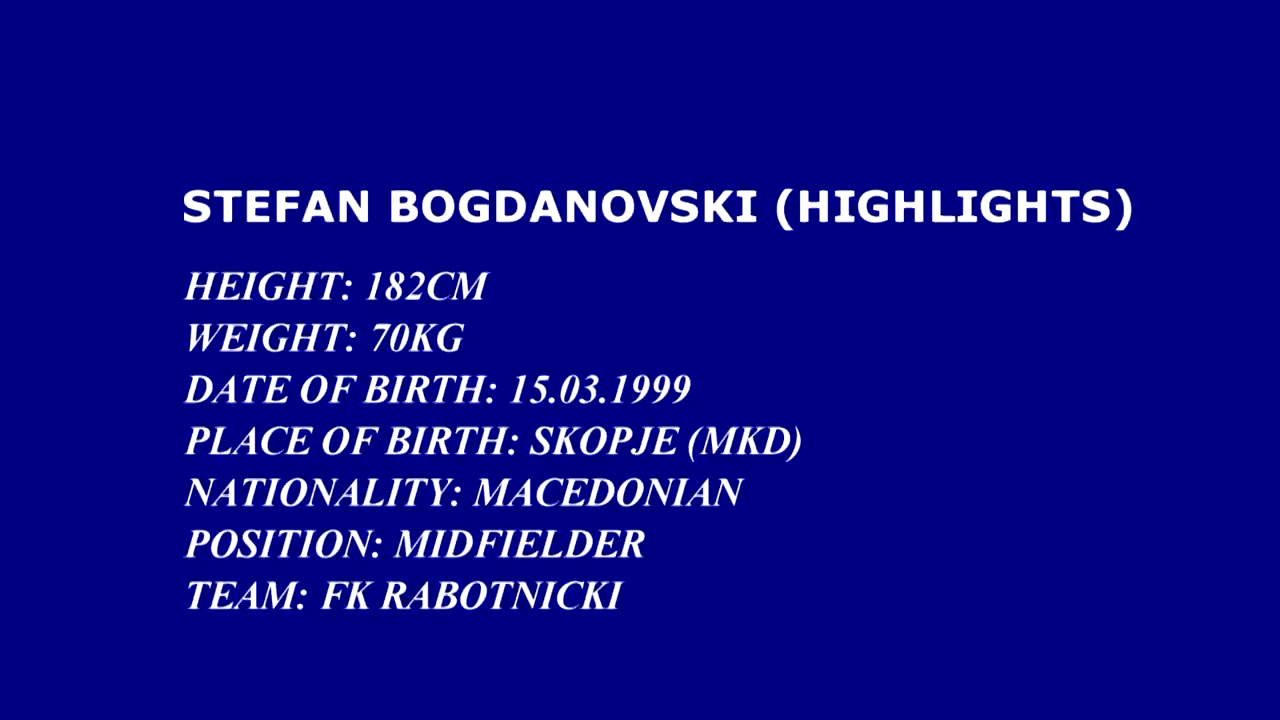 STEFAN BOGDANOVSKI (HIGHLIGHTS)
HEIGHT: 182CM
WEIGHT: 70KG
DATE OF BIRTH: 15.03.1999
PLACE OF BIRTH: SKOPJE (MKD)
NATIONALITY: MACEDONIAN
POSITION: MIDFIELDER
TEAM: FK RABOTNICKI